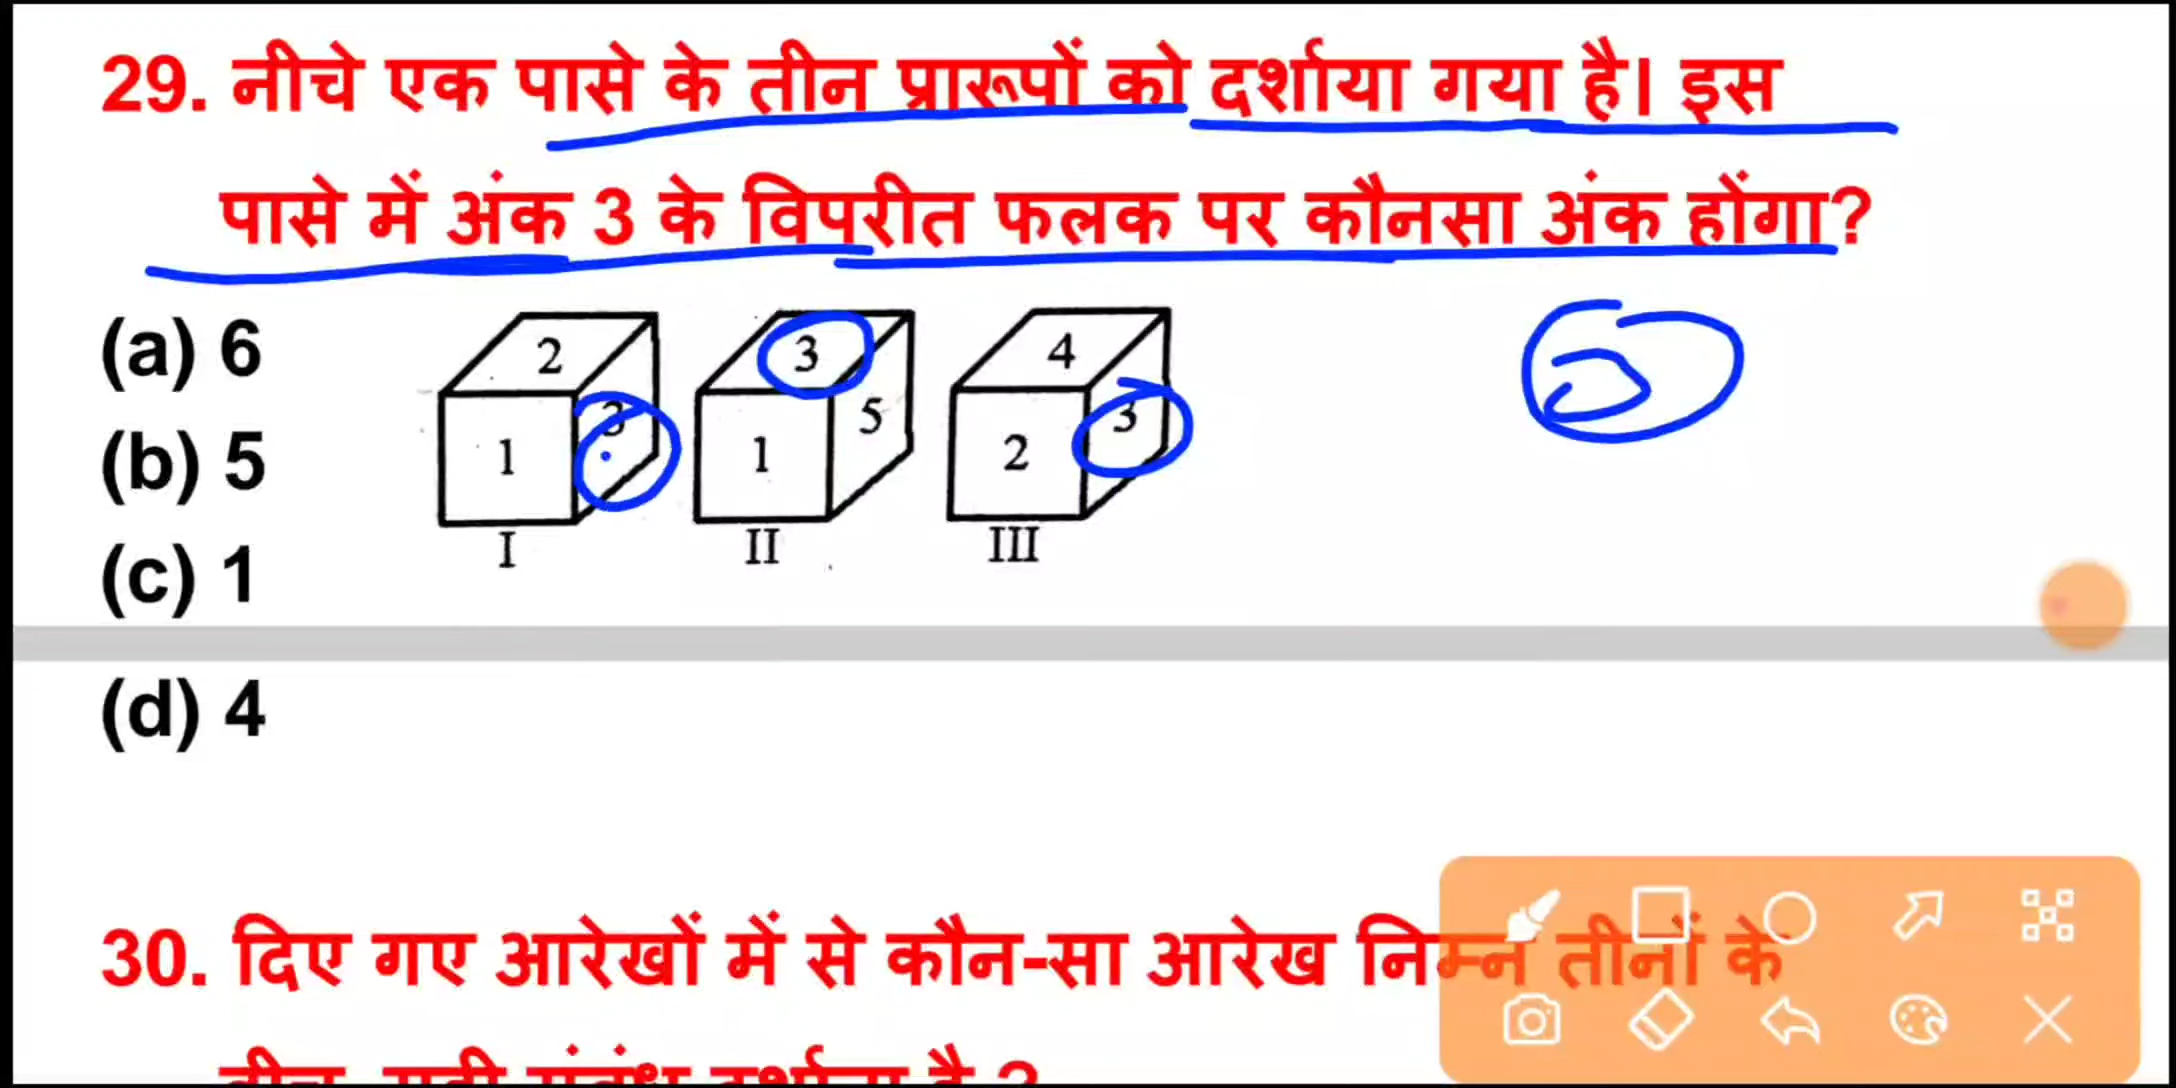 29. नीचे एक पासे के तीन प्रारूपों को दर्शाया गया है। इस
पासे में अंक 3 के विपरीत फलक पर कौनसा अंक होंगा?
(a) 6
(b) 5
(c) 1
2
1
3
I
3
1
5
II
4
2
3
III
(d) 4
30. दिए गए आरेखों में से कौन-सा आरेख निम्न तीनों के